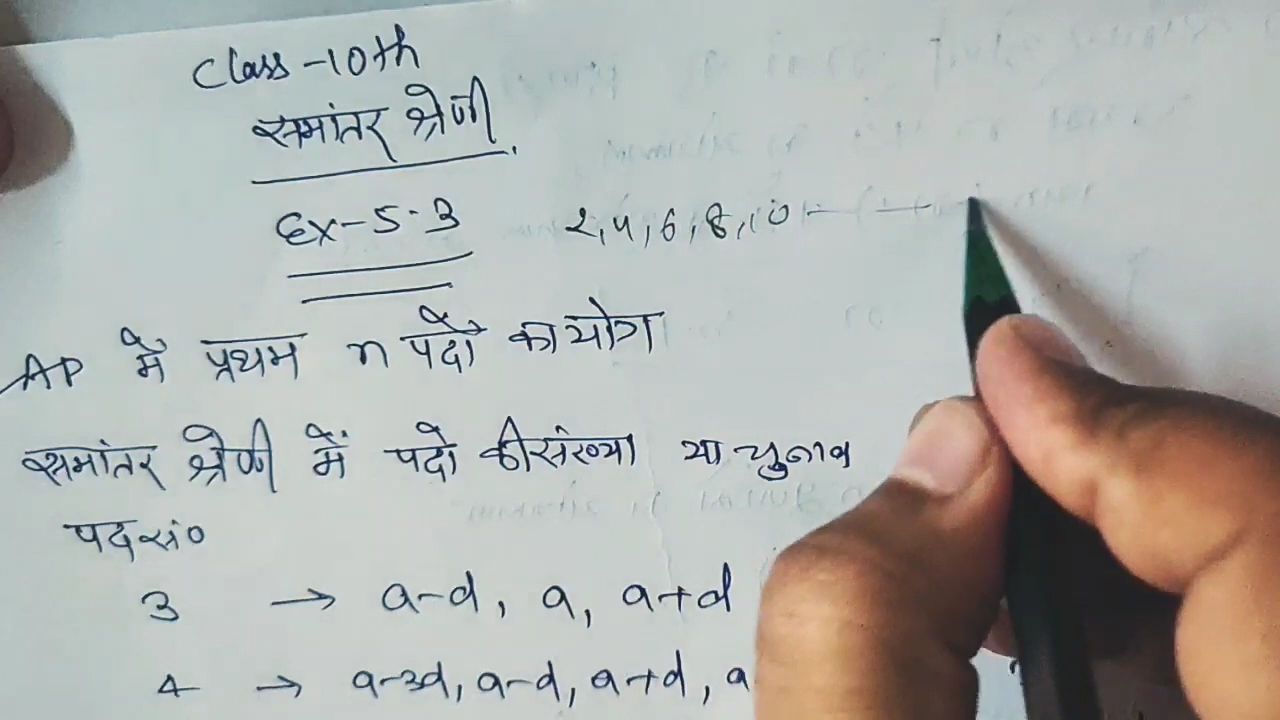 Class-10th
समांतर श्रेणी
Ex-5.3
2,4,6,8,10 - - -
AP में प्रथम n पदों का योग
समांतर श्रेणी में पदो की संख्या या चुनाव
पद सं०
3 → a-d, a, a+d
4 → a-3d, a-d, a+d, a